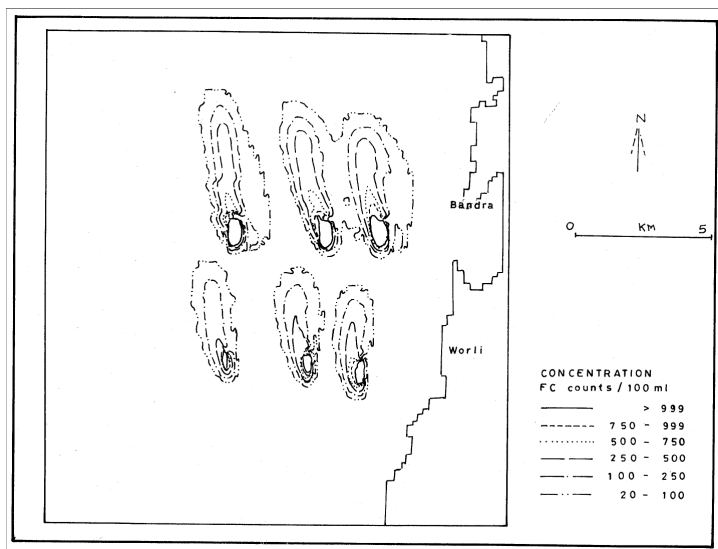 N
Bandra
0 KM 5
Worli
CONCENTRATION
FC counts / 100 ml
> 999
750 - 999
500 - 750
250 - 500
100 - 250
20 - 100